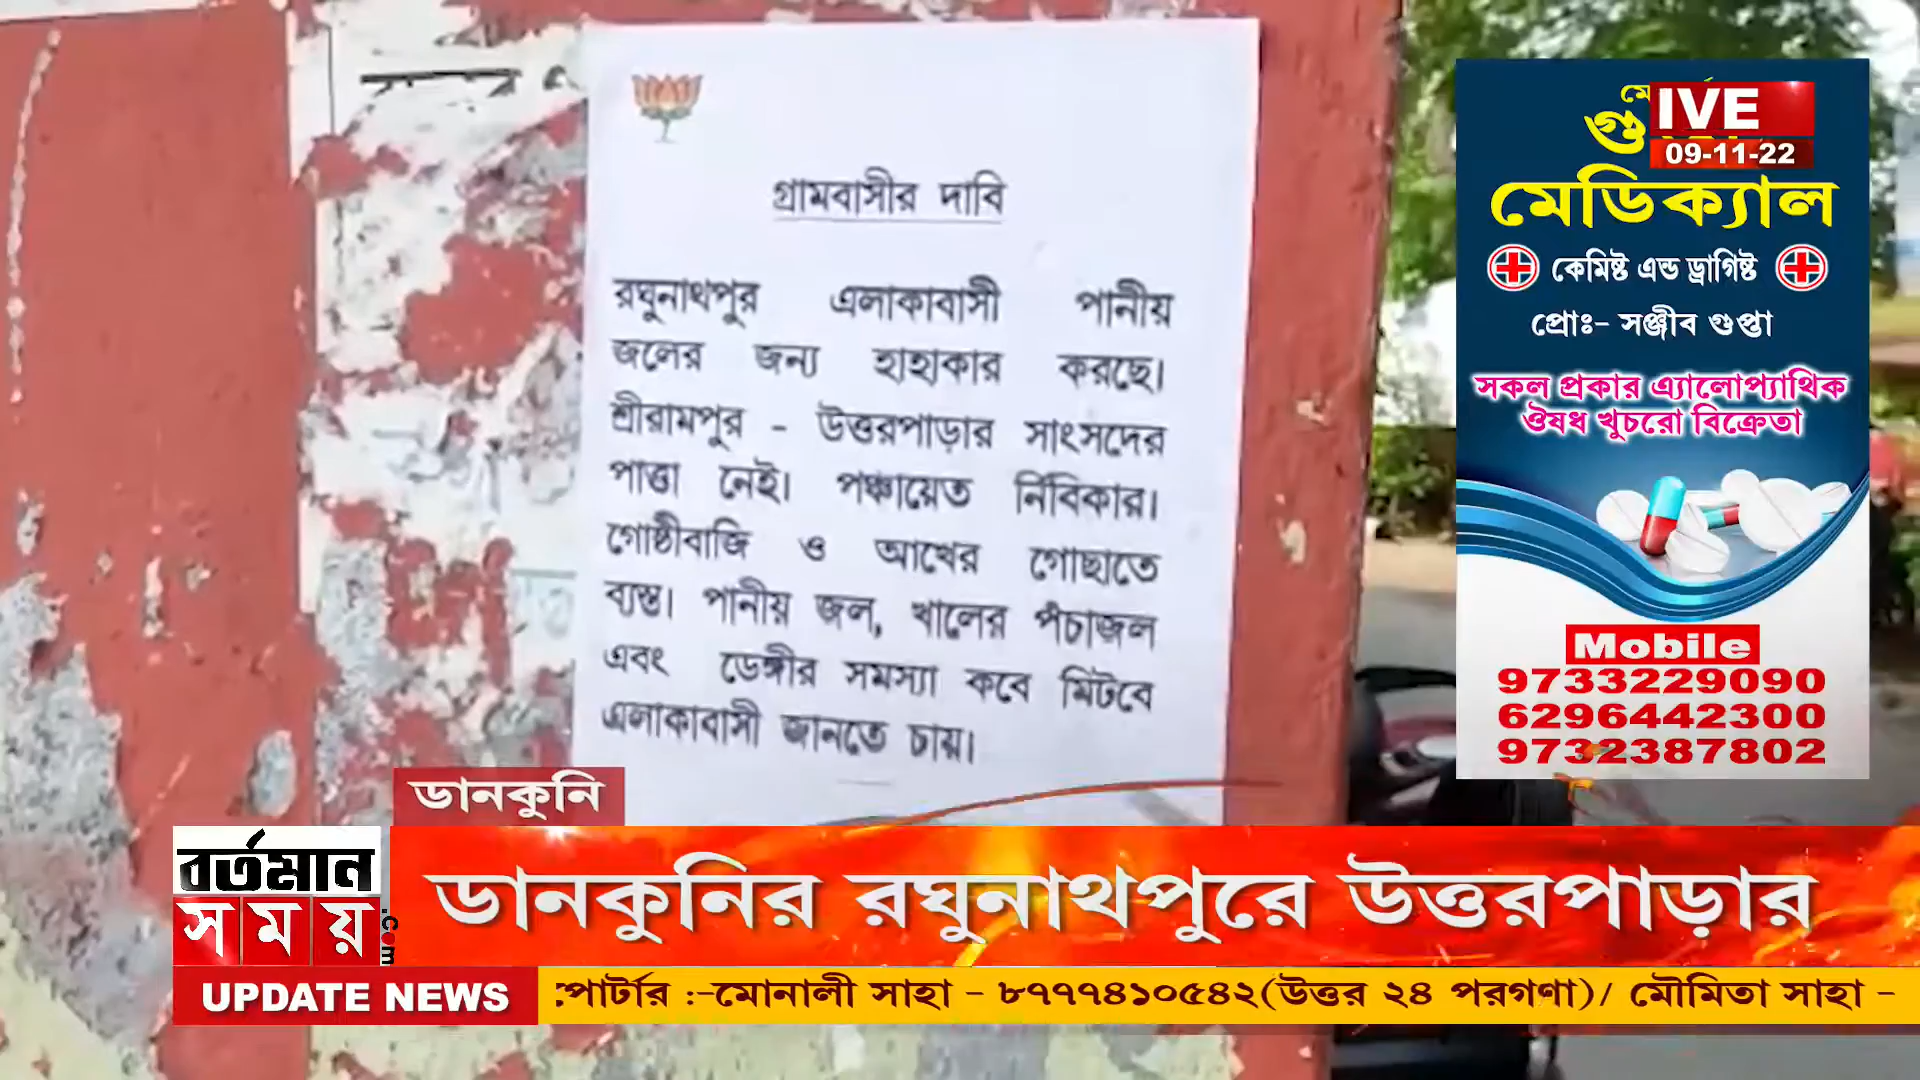 গ্রামবাসীর দাবি
রঘুনাথপুর এলাকাবাসী পানীয়
জলের জন্য হাহাকার করছে।
শ্রীরামপুর - উত্তরপাড়ার সাংসদের
পাত্তা নেই। পঞ্চায়েত নির্বিকার।
গোষ্ঠীবাজি ও আখের গোছাতে
ব্যস্ত। পানীয় জল, খালের পঁচাজল
এবং ডেঙ্গীর সমস্যা কবে মিটবে
এলাকাবাসী জানতে চায়।
IVE
09-11-22
মেডিক্যাল
কেমিষ্ট এন্ড ড্রাগিষ্ট
প্রোঃ- সঞ্জীব গুপ্তা
সকল প্রকার এ্যালোপ্যাথিক
ঔষধ খুচরো বিক্রেতা
Mobile
9733229090
6296442300
9732387802
ডানকুনি
বর্তমান
সময়
.com
ডানকুনির রঘুনাথপুরে উত্তরপাড়ার
UPDATE NEWS
পোর্টার :-মোনালী সাহা - ৮৭৭৭৪১০৫৪২(উত্তর ২৪ পরগণা)/ মৌমিতা সাহা -